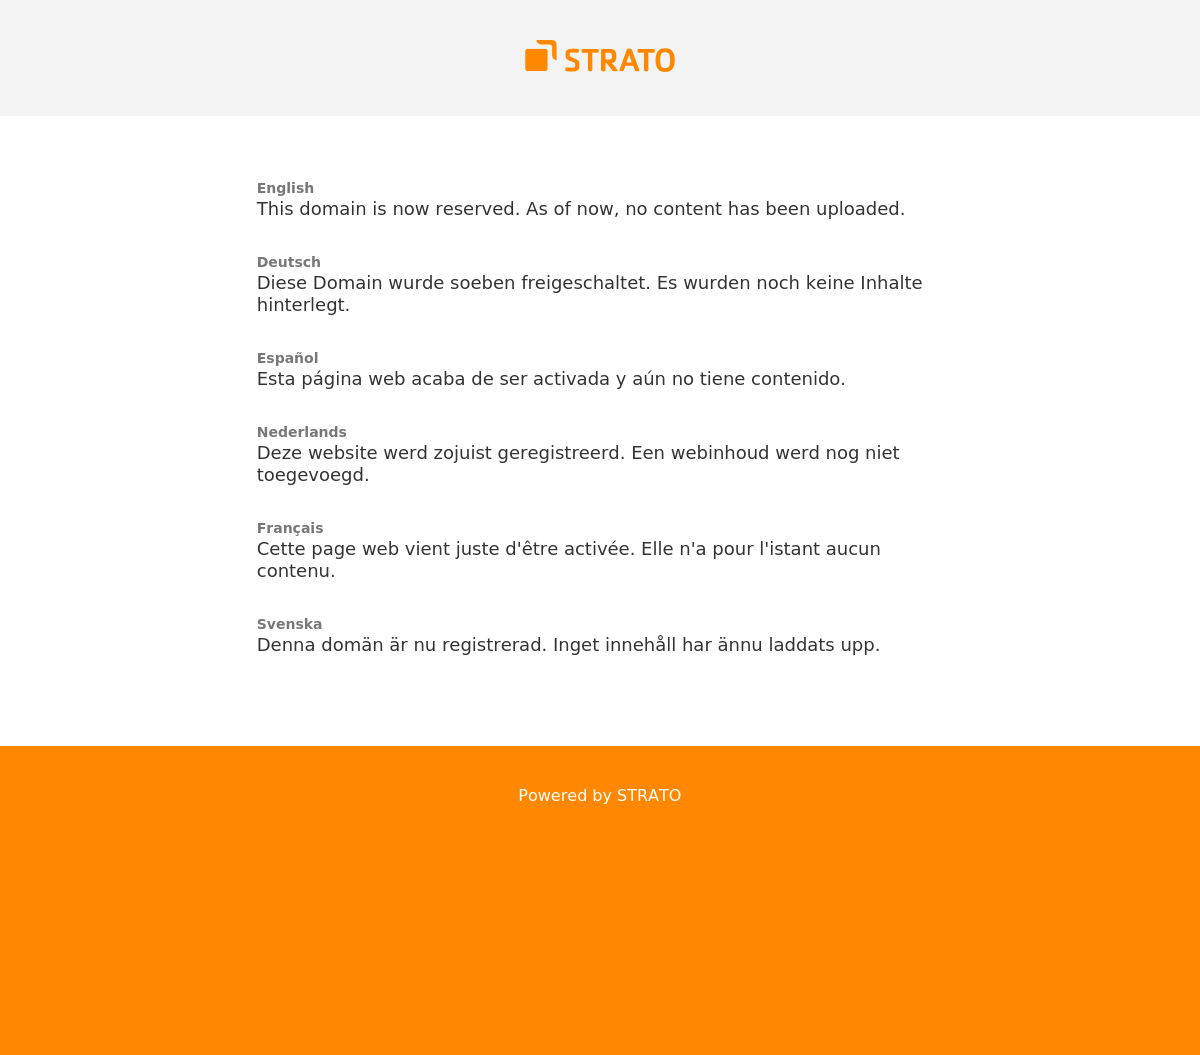 STRATO
English
This domain is now reserved. As of now, no content has been uploaded.
Deutsch
Diese Domain wurde soeben freigeschaltet. Es wurden noch keine Inhalte
hinterlegt.
Español
Esta página web acaba de ser activada y aún no tiene contenido.
Nederlands
Deze website werd zojuist geregistreerd. Een webinhoud werd nog niet
toegevoegd.
Français
Cette page web vient juste d'être activée. Elle n'a pour l'istant aucun
contenu.
Svenska
Denna domän är nu registrerad. Inget innehåll har ännu laddats upp.
Powered by STRATO